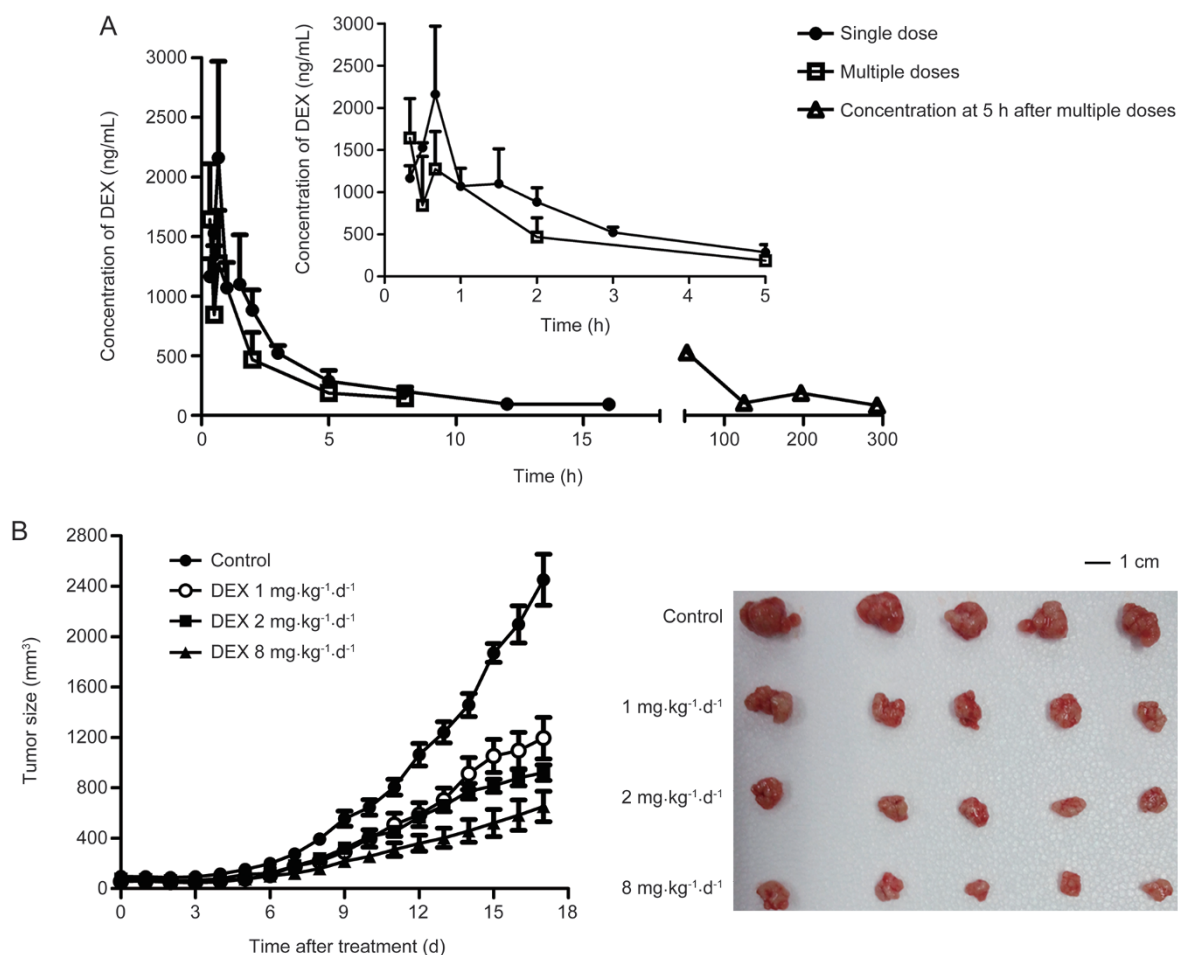 A
Concentration of DEX (ng/mL)
3000
2500
2000
1500
1000
500
0
0
5
10
15
100
200
300
Time (h)
Concentration of DEX (ng/mL)
3000
2500
2000
1500
1000
500
0
0
1
2
3
5
Time (h)
Single dose
Multiple doses
Concentration at 5 h after multiple doses
B
Tumor size (mm³)
2800
2400
2000
1600
1200
800
400
0
0
3
6
9
12
15
18
Time after treatment (d)
Control
DEX 1 mg·kg⁻¹·d⁻¹
DEX 2 mg·kg⁻¹·d⁻¹
DEX 8 mg·kg⁻¹·d⁻¹
1 cm
Control
1 mg·kg⁻¹·d⁻¹
2 mg·kg⁻¹·d⁻¹
8 mg·kg⁻¹·d⁻¹